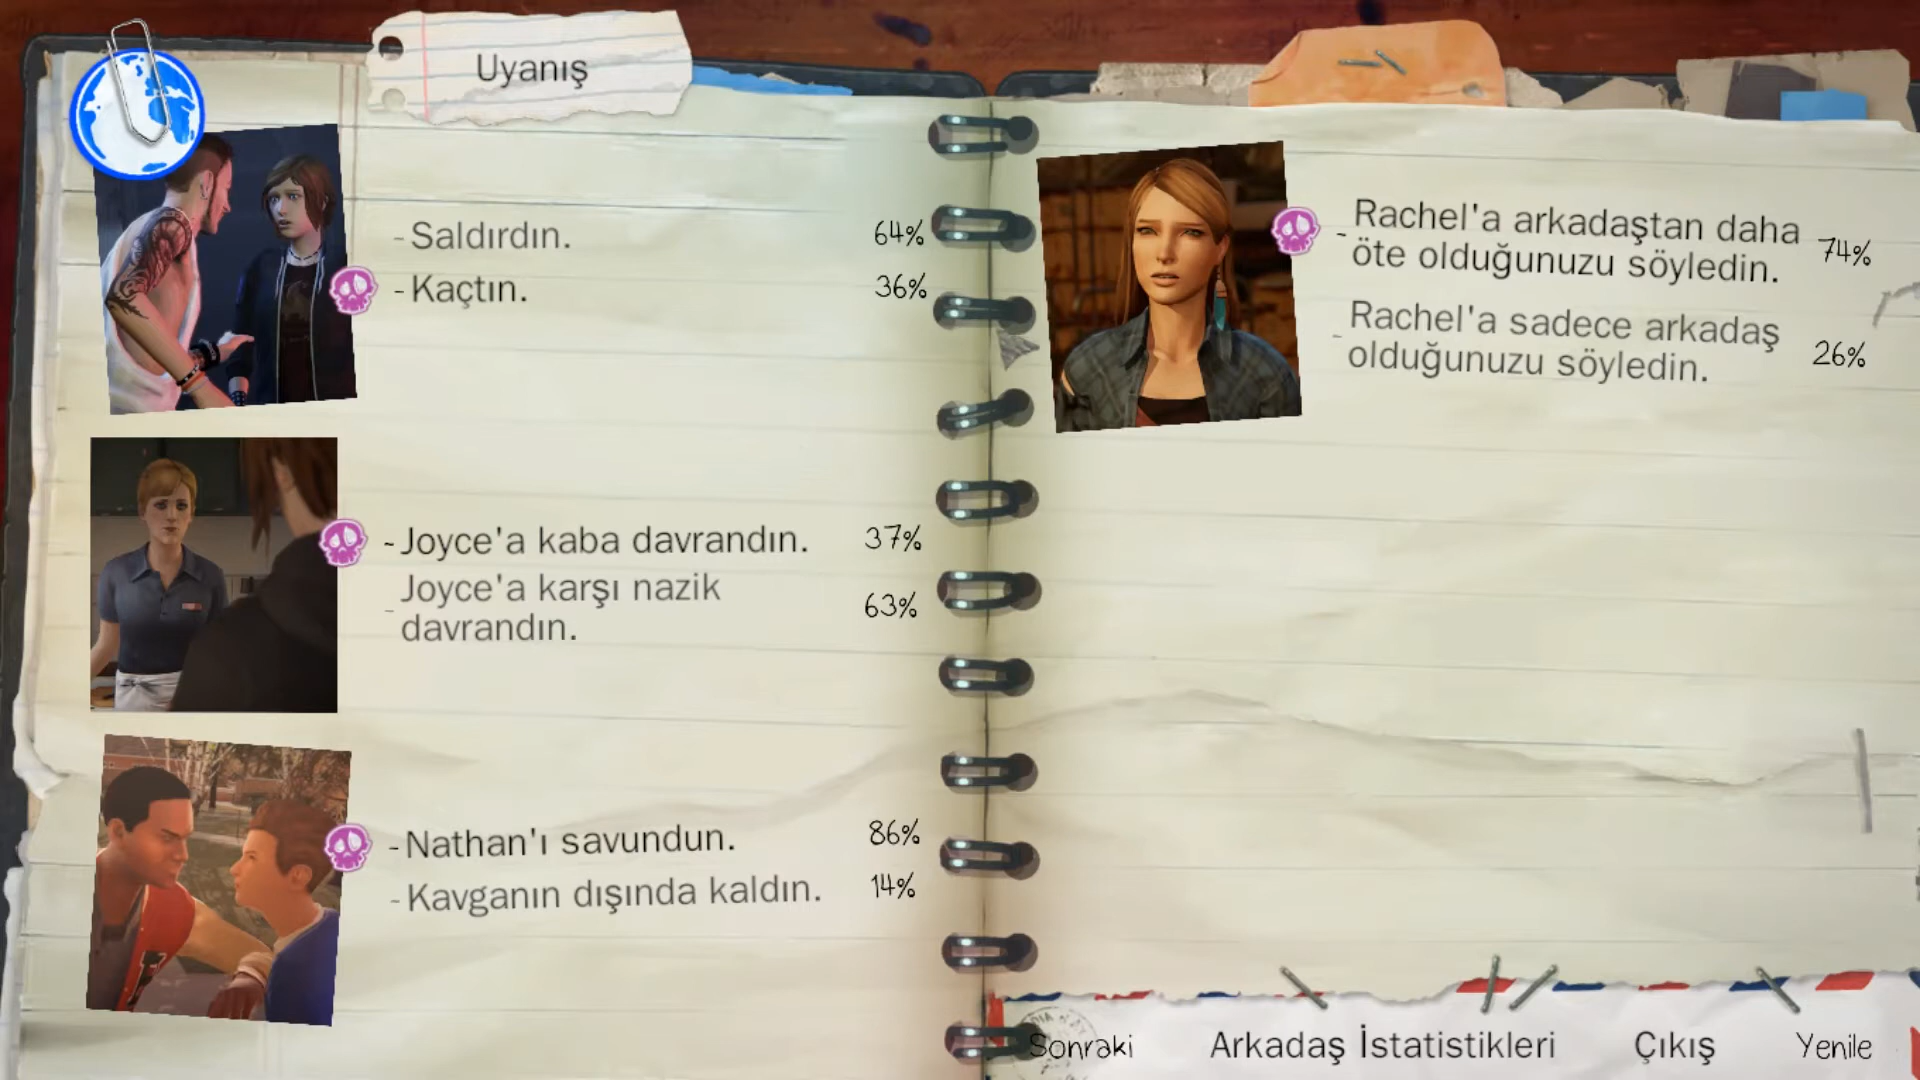 Uyanış
-Saldırdın. 64%
-Kaçtın. 36%
-Joyce'a kaba davrandın. 37%
-Joyce'a karşı nazik
davrandın. 63%
-Nathan'ı savundun. 86%
-Kavganın dışında kaldın. 14%
-Rachel'a arkadaştan daha
öte olduğunuzu söyledin. 74%
-Rachel'a sadece arkadaş
olduğunuzu söyledin. 26%
Sonraki Arkadaş İstatistikleri Çıkış Yenile